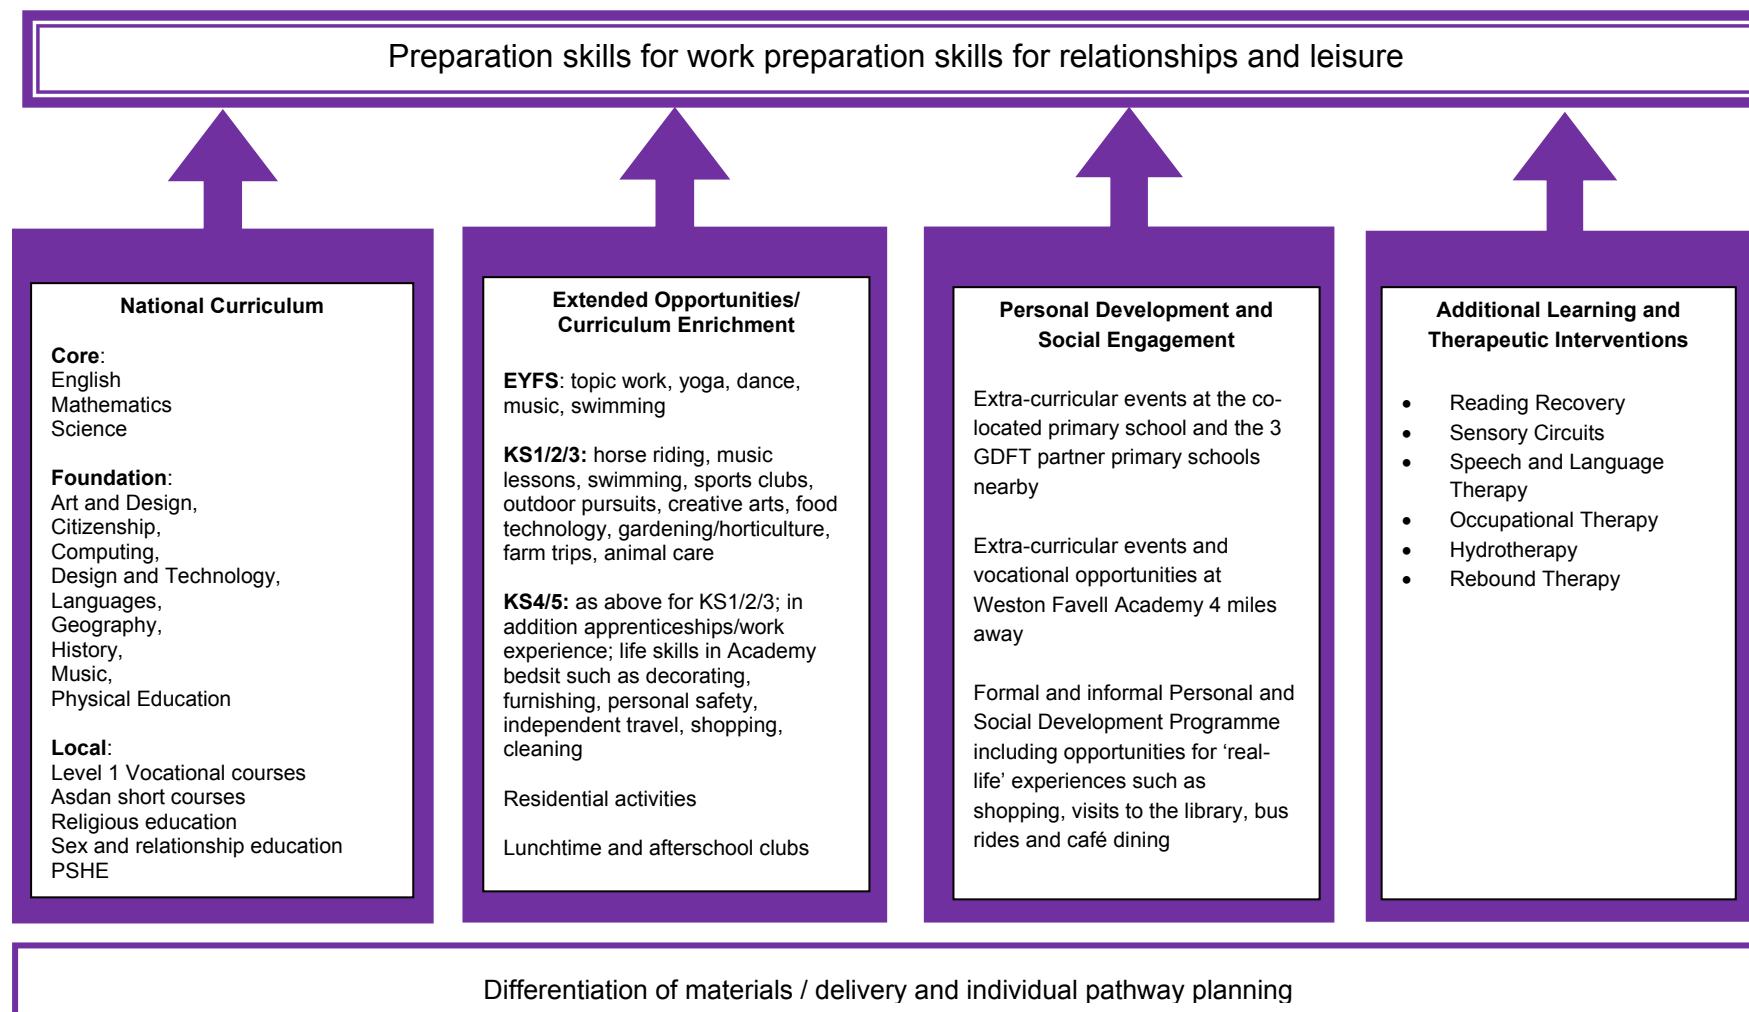 Preparation skills for work preparation skills for relationships and leisure
National Curriculum
Core:
English
Mathematics
Science
Foundation:
Art and Design,
Citizenship,
Computing,
Design and Technology,
Languages,
Geography,
History,
Music,
Physical Education
Local:
Level 1 Vocational courses
Asdan short courses
Religious education
Sex and relationship education
PSHE
Extended Opportunities/
Curriculum Enrichment
EYFS: topic work, yoga, dance,
music, swimming
KS1/2/3: horse riding, music
lessons, swimming, sports clubs,
outdoor pursuits, creative arts, food
technology, gardening/horticulture,
farm trips, animal care
KS4/5: as above for KS1/2/3; in
addition apprenticeships/work
experience; life skills in Academy
bedsit such as decorating,
furnishing, personal safety,
independent travel, shopping,
cleaning
Residential activities
Lunchtime and afterschool clubs
Personal Development and
Social Engagement
Extra-curricular events at the co-
located primary school and the 3
GDFT partner primary schools
nearby
Extra-curricular events and
vocational opportunities at
Weston Favell Academy 4 miles
away
Formal and informal Personal and
Social Development Programme
including opportunities for ‘real-
life’ experiences such as
shopping, visits to the library, bus
rides and café dining
Additional Learning and
Therapeutic Interventions
• Reading Recovery
• Sensory Circuits
• Speech and Language
Therapy
• Occupational Therapy
• Hydrotherapy
• Rebound Therapy
Differentiation of materials / delivery and individual pathway planning